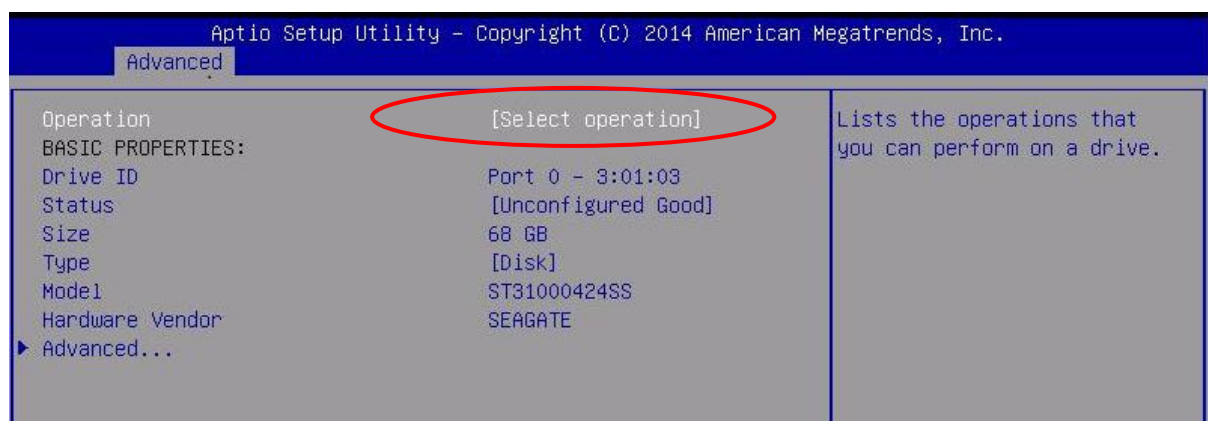 Aptio Setup Utility – Copyright (C) 2014 American Megatrends, Inc.
Advanced
Operation [Select operation]
BASIC PROPERTIES:
Drive ID Port 0 - 3:01:03
Status [Unconfigured Good]
Size 68 GB
Type [Disk]
Model ST31000424SS
Hardware Vendor SEAGATE
Advanced...
Lists the operations that
you can perform on a drive.